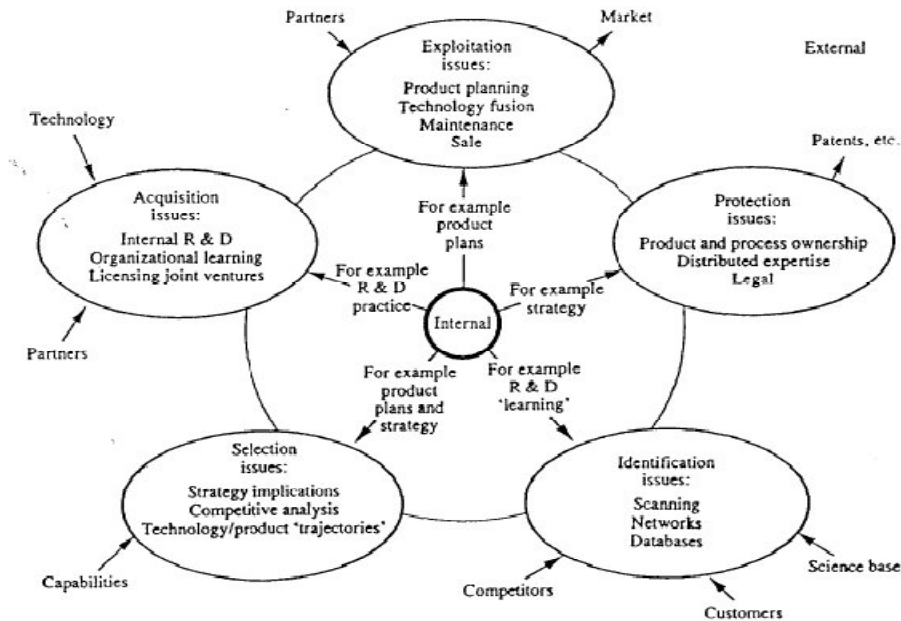 Partners
Market
External
Exploitation
issues:
Product planning
Technology fusion
Maintenance
Sale
Technology
Patents, etc.
Acquisition
issues:
Internal R & D
Organizational learning
Licensing joint ventures
Protection
issues:
Product and process ownership
Distributed expertise
Legal
For example
product
plans
For example
R & D
practice
For example
strategy
Internal
Partners
For example
product
plans and
strategy
For example
R & D
‘learning’
Selection
issues:
Strategy implications
Competitive analysis
Technology/product ‘trajectories’
Identification
issues:
Scanning
Networks
Databases
Capabilities
Competitors
Customers
Science base